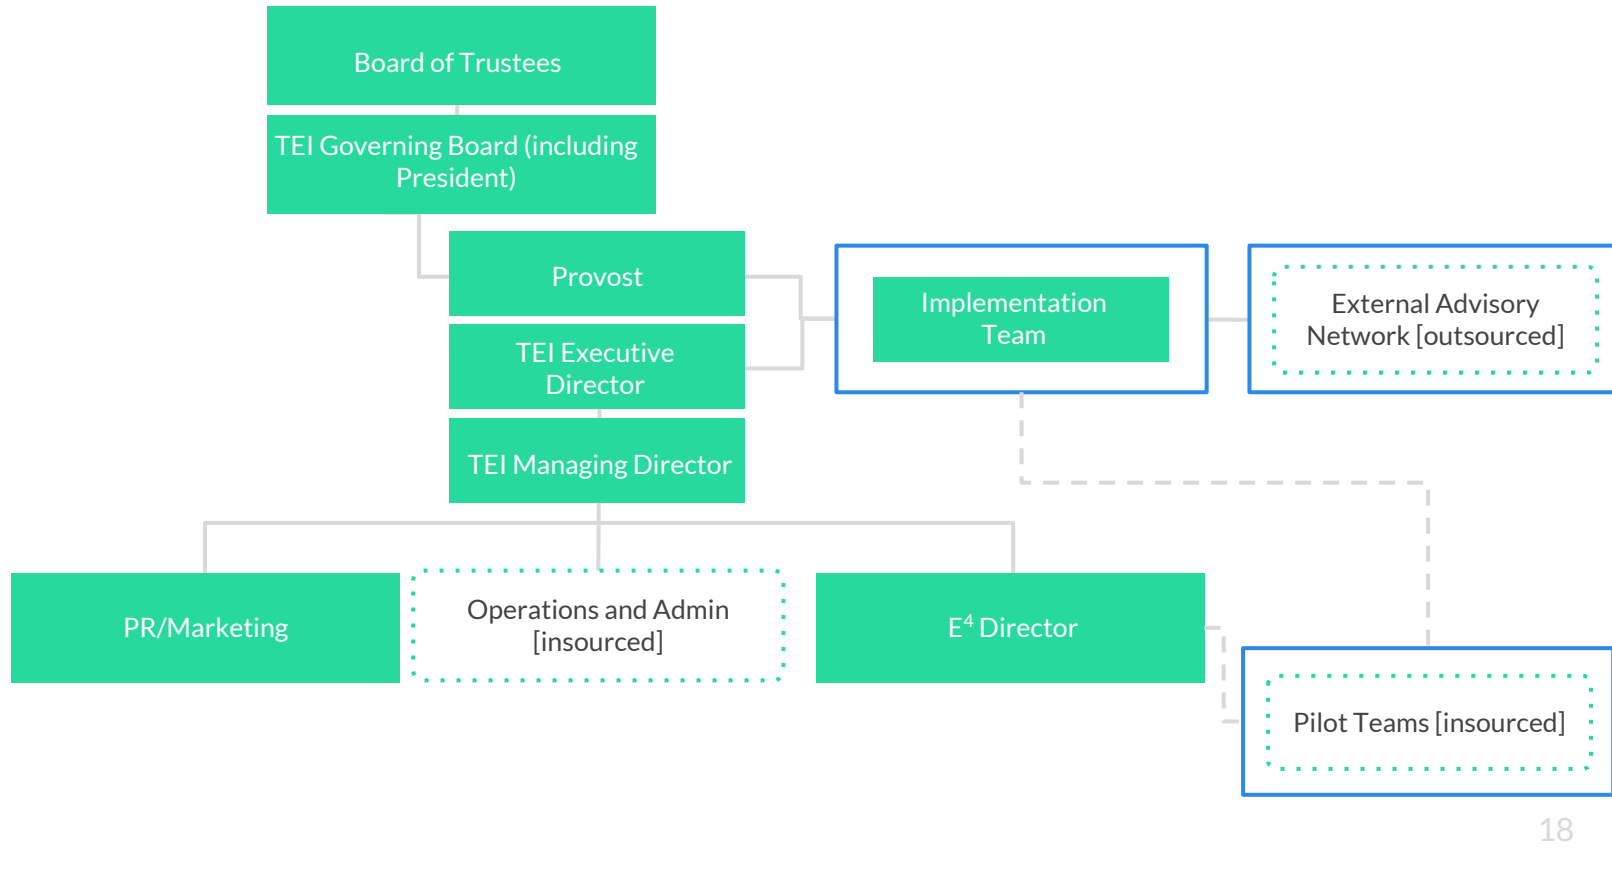 Board of Trustees
TEI Governing Board (including
President)
Provost
TEI Executive
Director
TEI Managing Director
Implementation
Team
External Advisory
Network [outsourced]
PR/Marketing
Operations and Admin
[insourced]
E⁴ Director
Pilot Teams [insourced]
18